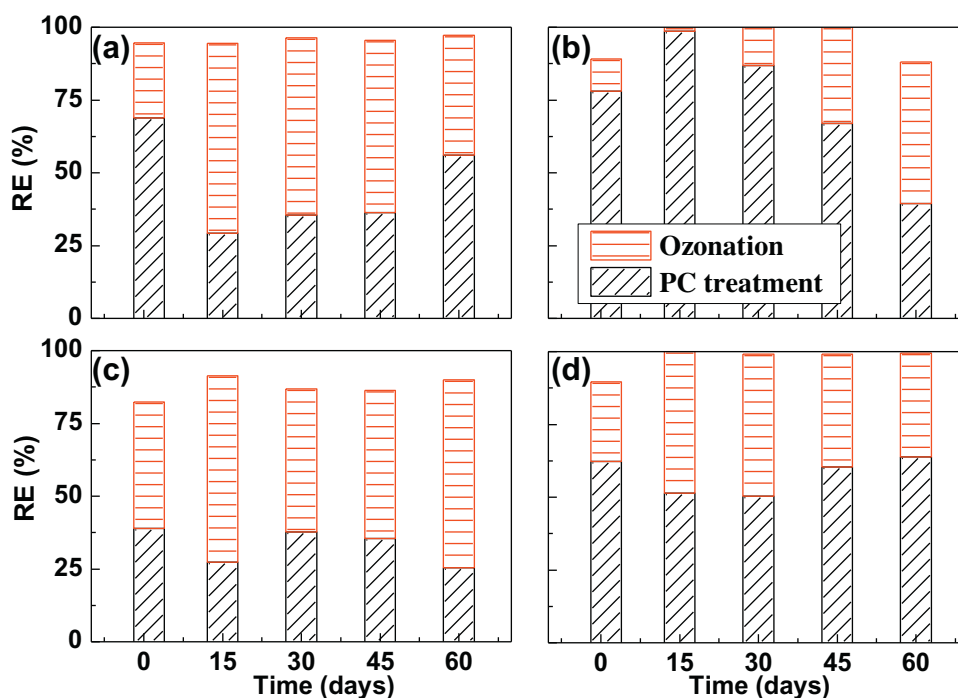 (a)
(b)
RE (%)
100
75
50
25
0
Ozonation
PC treatment
(c)
(d)
RE (%)
100
75
50
25
0
0 15 30 45 60
0 15 30 45 60
Time (days)
Time (days)